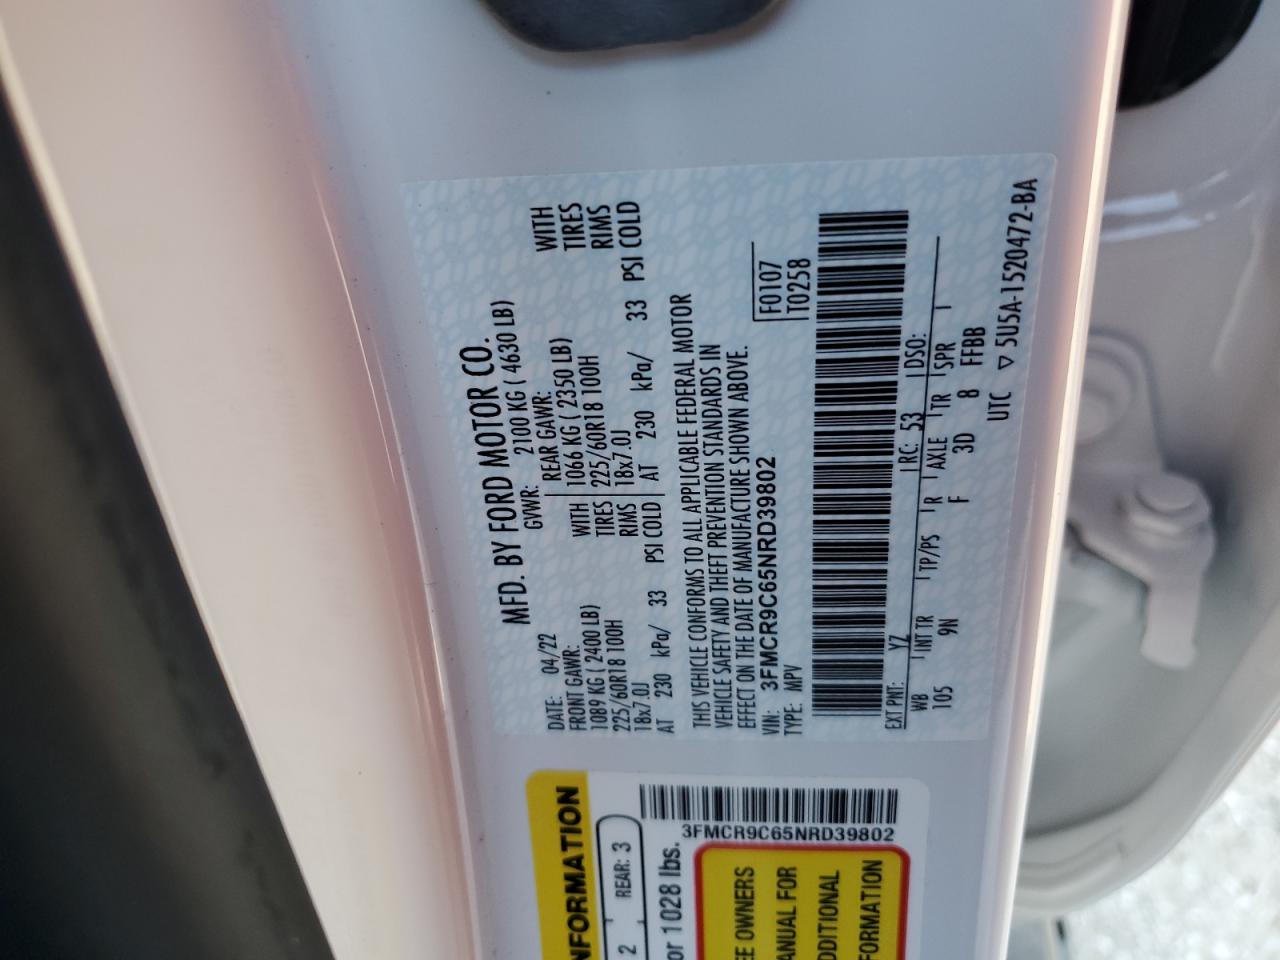 MFD. BY FORD MOTOR CO.
DATE: 04/22 GVWR: 2100 KG ( 4630 LB)
FRONT GAWR: REAR GAWR:
1089 KG ( 2400 LB) WITH 1066 KG ( 2350 LB) WITH
225/60R18 100H TIRES 225/60R18 100H TIRES
18x7.0J RIMS 18x7.0J RIMS
AT 230 kPa/ 33 PSI COLD AT 230 kPa/ 33 PSI COLD
THIS VEHICLE CONFORMS TO ALL APPLICABLE FEDERAL MOTOR
VEHICLE SAFETY AND THEFT PREVENTION STANDARDS IN
EFFECT ON THE DATE OF MANUFACTURE SHOWN ABOVE.
VIN: 3FMCR9C65NRD39802 F0107
TYPE: MPV T0258
EXT PNT: YZ RC: 53 DSO:
WB INT TR TP/PS R AXLE TR SPR
105 9N F 3D 8 FFBB
UTC ▽ 5U5A-1520472-BA
NFORMATION
2 REAR: 3
or 1028 lbs.
3FMCR9C65NRD39802
EE OWNERS
ANUAL FOR
DDITIONAL
FORMATION